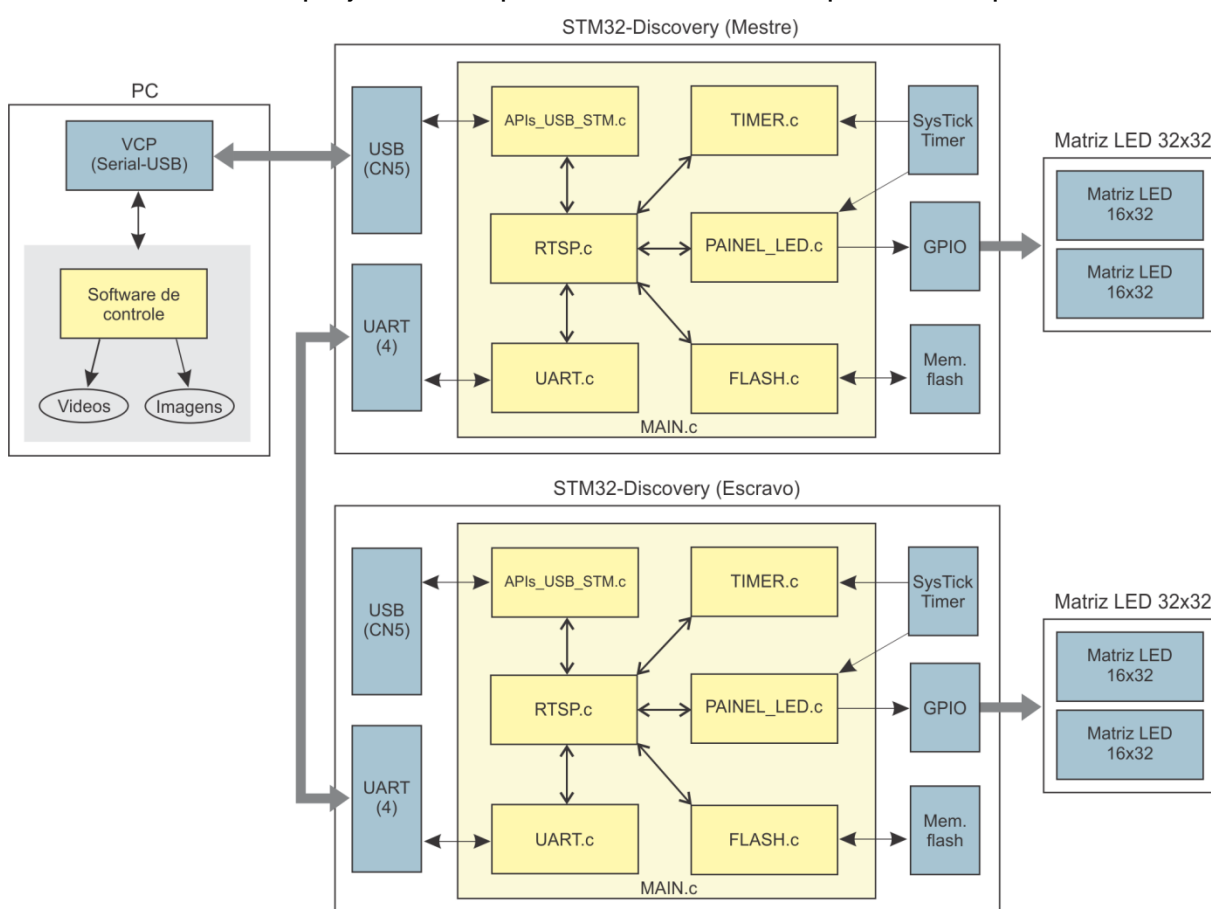 STM32-Discovery (Mestre)
PC
VCP
(Serial-USB)
Software de
controle
Videos
Imagens
USB
(CN5)
UART
(4)
APIs_USB_STM.c
TIMER.c
RTSP.c
PAINEL_LED.c
UART.c
FLASH.c
MAIN.c
SysTick
Timer
GPIO
Mem.
flash
Matriz LED 32x32
Matriz LED
16x32
Matriz LED
16x32
STM32-Discovery (Escravo)
USB
(CN5)
UART
(4)
APIs_USB_STM.c
TIMER.c
RTSP.c
PAINEL_LED.c
UART.c
FLASH.c
MAIN.c
SysTick
Timer
GPIO
Mem.
flash
Matriz LED 32x32
Matriz LED
16x32
Matriz LED
16x32